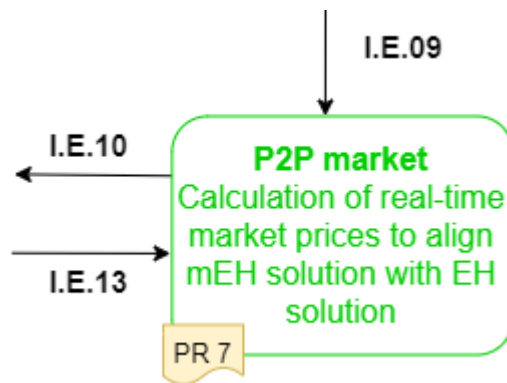 I.E.09
I.E.10
P2P market
Calculation of real-time
market prices to align
mEH solution with EH
solution
I.E.13
PR 7